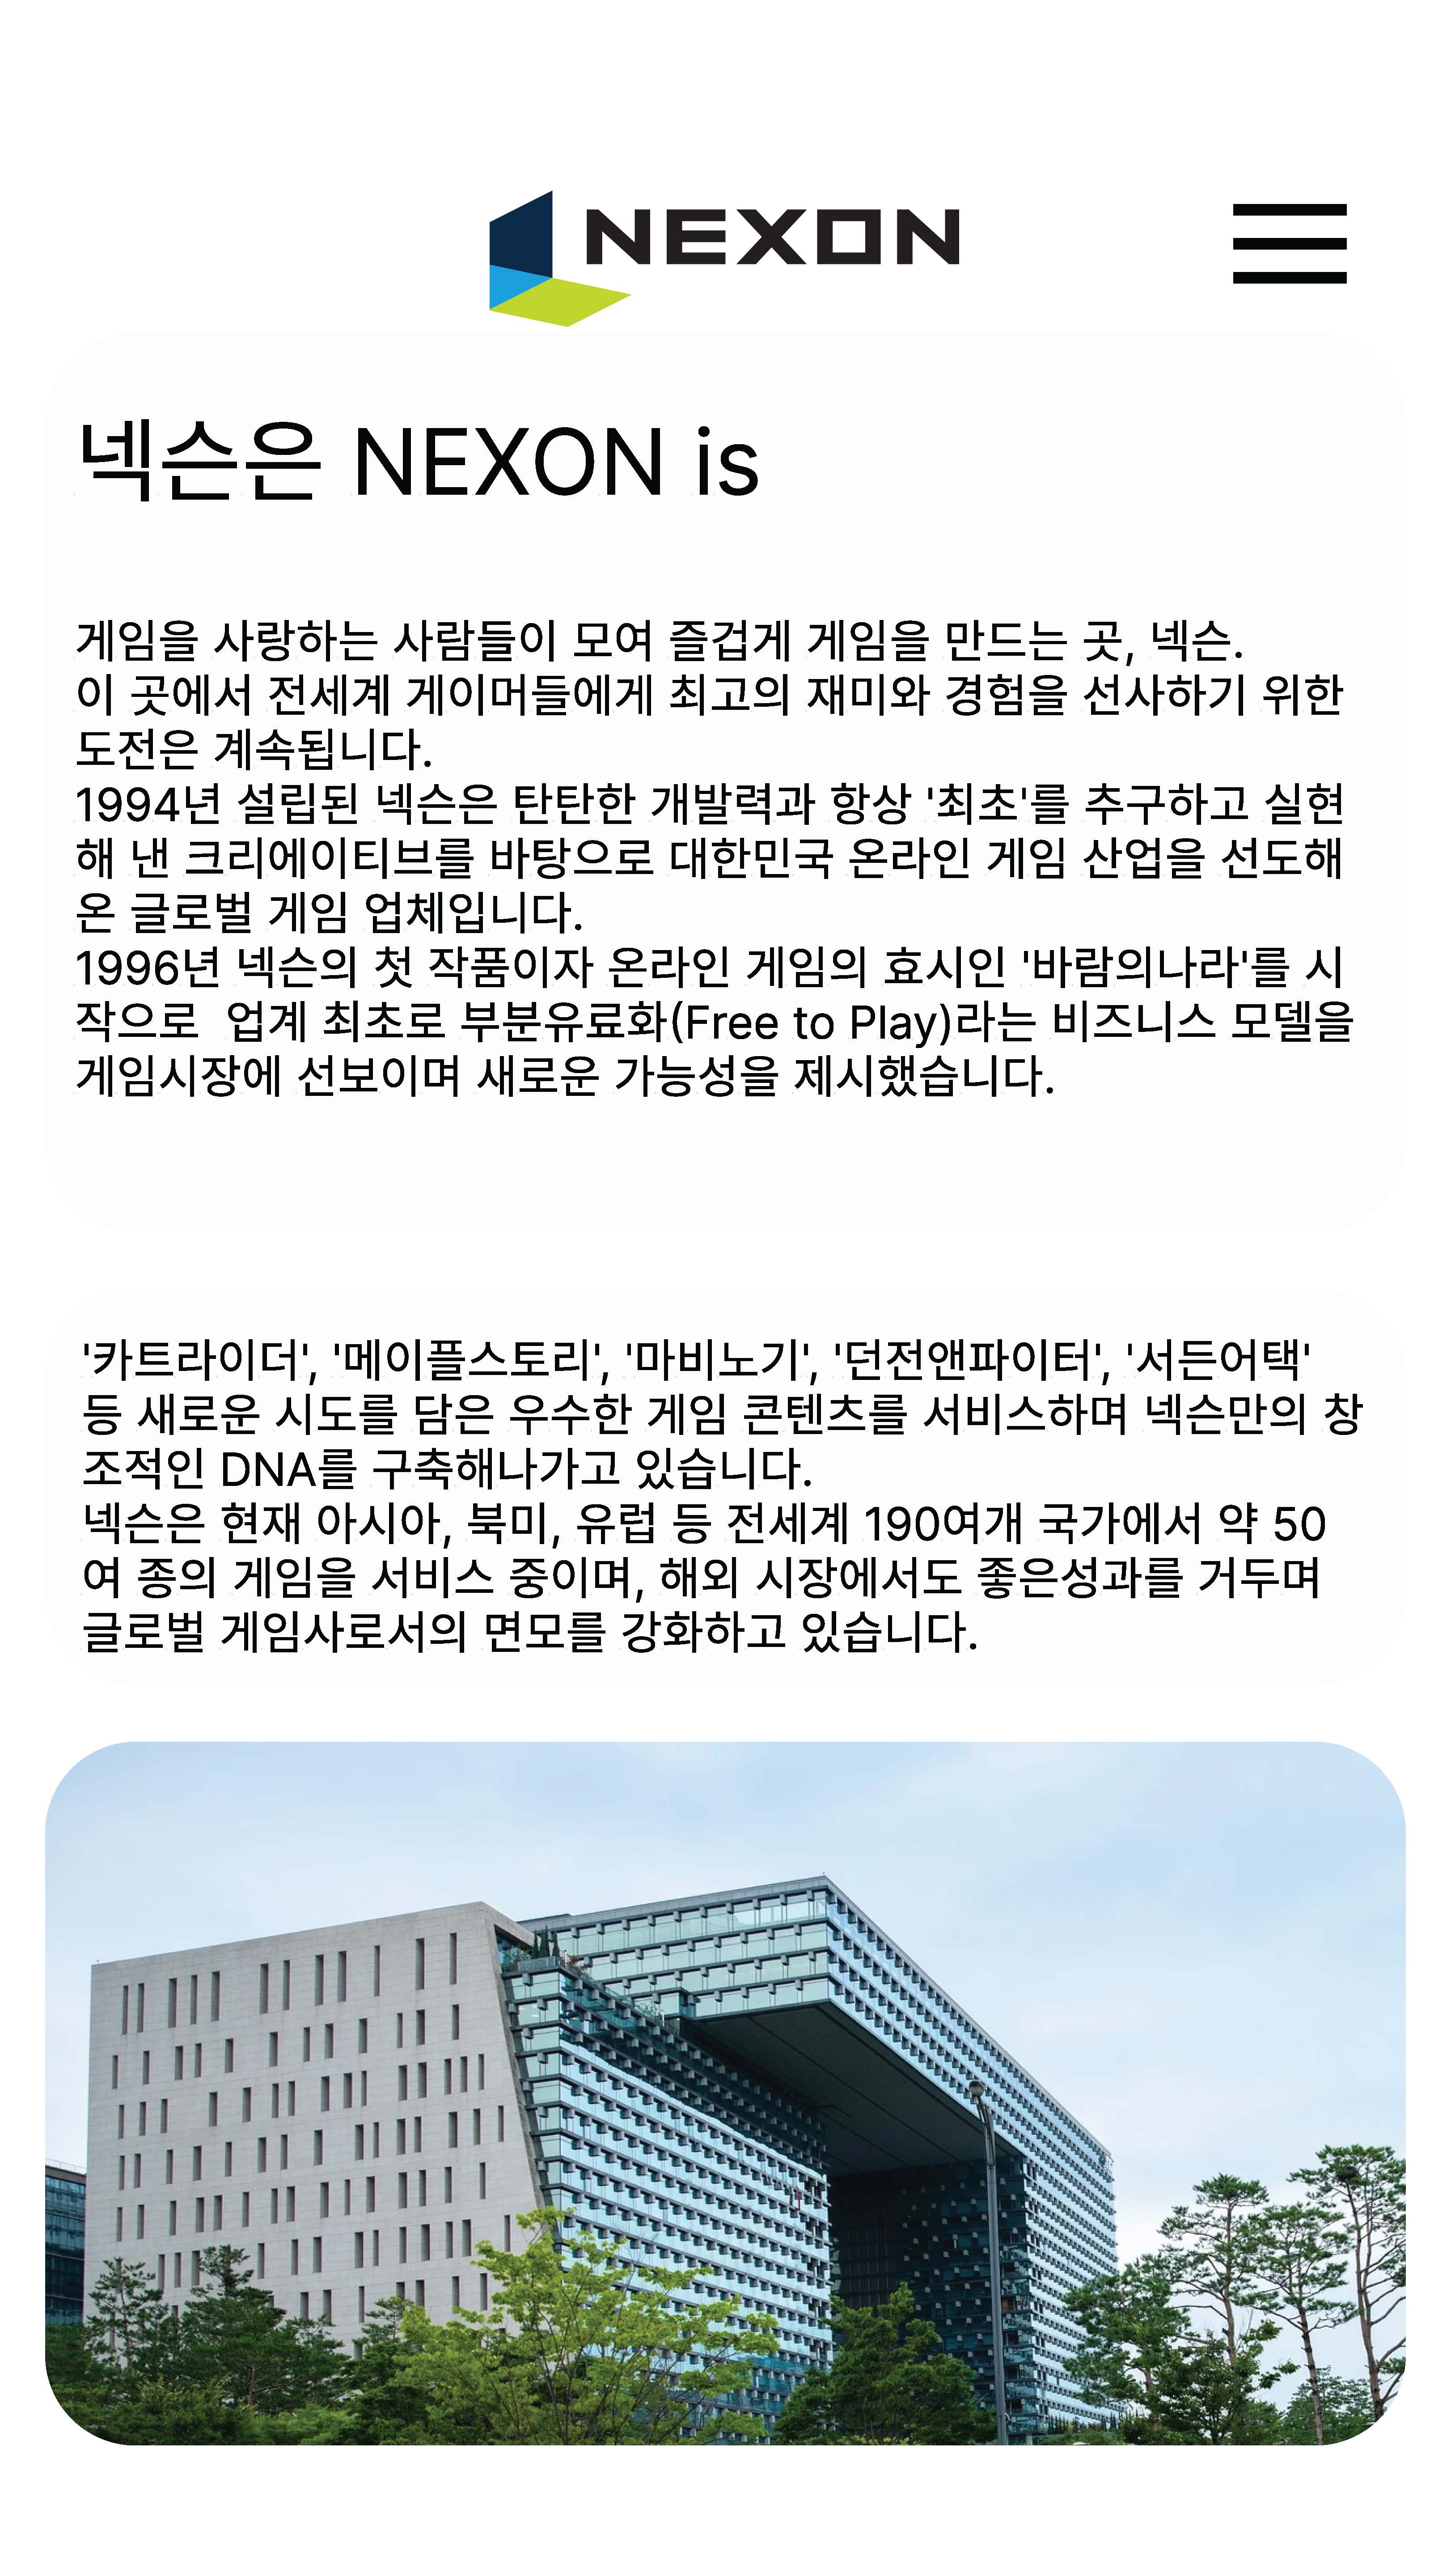 NEXON
넥슨은 NEXON is
게임을 사랑하는 사람들이 모여 즐겁게 게임을 만드는 곳, 넥슨.
이 곳에서 전세계 게이머들에게 최고의 재미와 경험을 선사하기 위한
도전은 계속됩니다.
1994년 설립된 넥슨은 탄탄한 개발력과 항상 '최초'를 추구하고 실현
해 낸 크리에이티브를 바탕으로 대한민국 온라인 게임 산업을 선도해
온 글로벌 게임 업체입니다.
1996년 넥슨의 첫 작품이자 온라인 게임의 효시인 '바람의나라'를 시
작으로  업계 최초로 부분유료화(Free to Play)라는 비즈니스 모델을
게임시장에 선보이며 새로운 가능성을 제시했습니다.
'카트라이더', '메이플스토리', '마비노기', '던전앤파이터', '서든어택'
등 새로운 시도를 담은 우수한 게임 콘텐츠를 서비스하며 넥슨만의 창
조적인 DNA를 구축해나가고 있습니다.
넥슨은 현재 아시아, 북미, 유럽 등 전세계 190여개 국가에서 약 50
여 종의 게임을 서비스 중이며, 해외 시장에서도 좋은성과를 거두며
글로벌 게임사로서의 면모를 강화하고 있습니다.